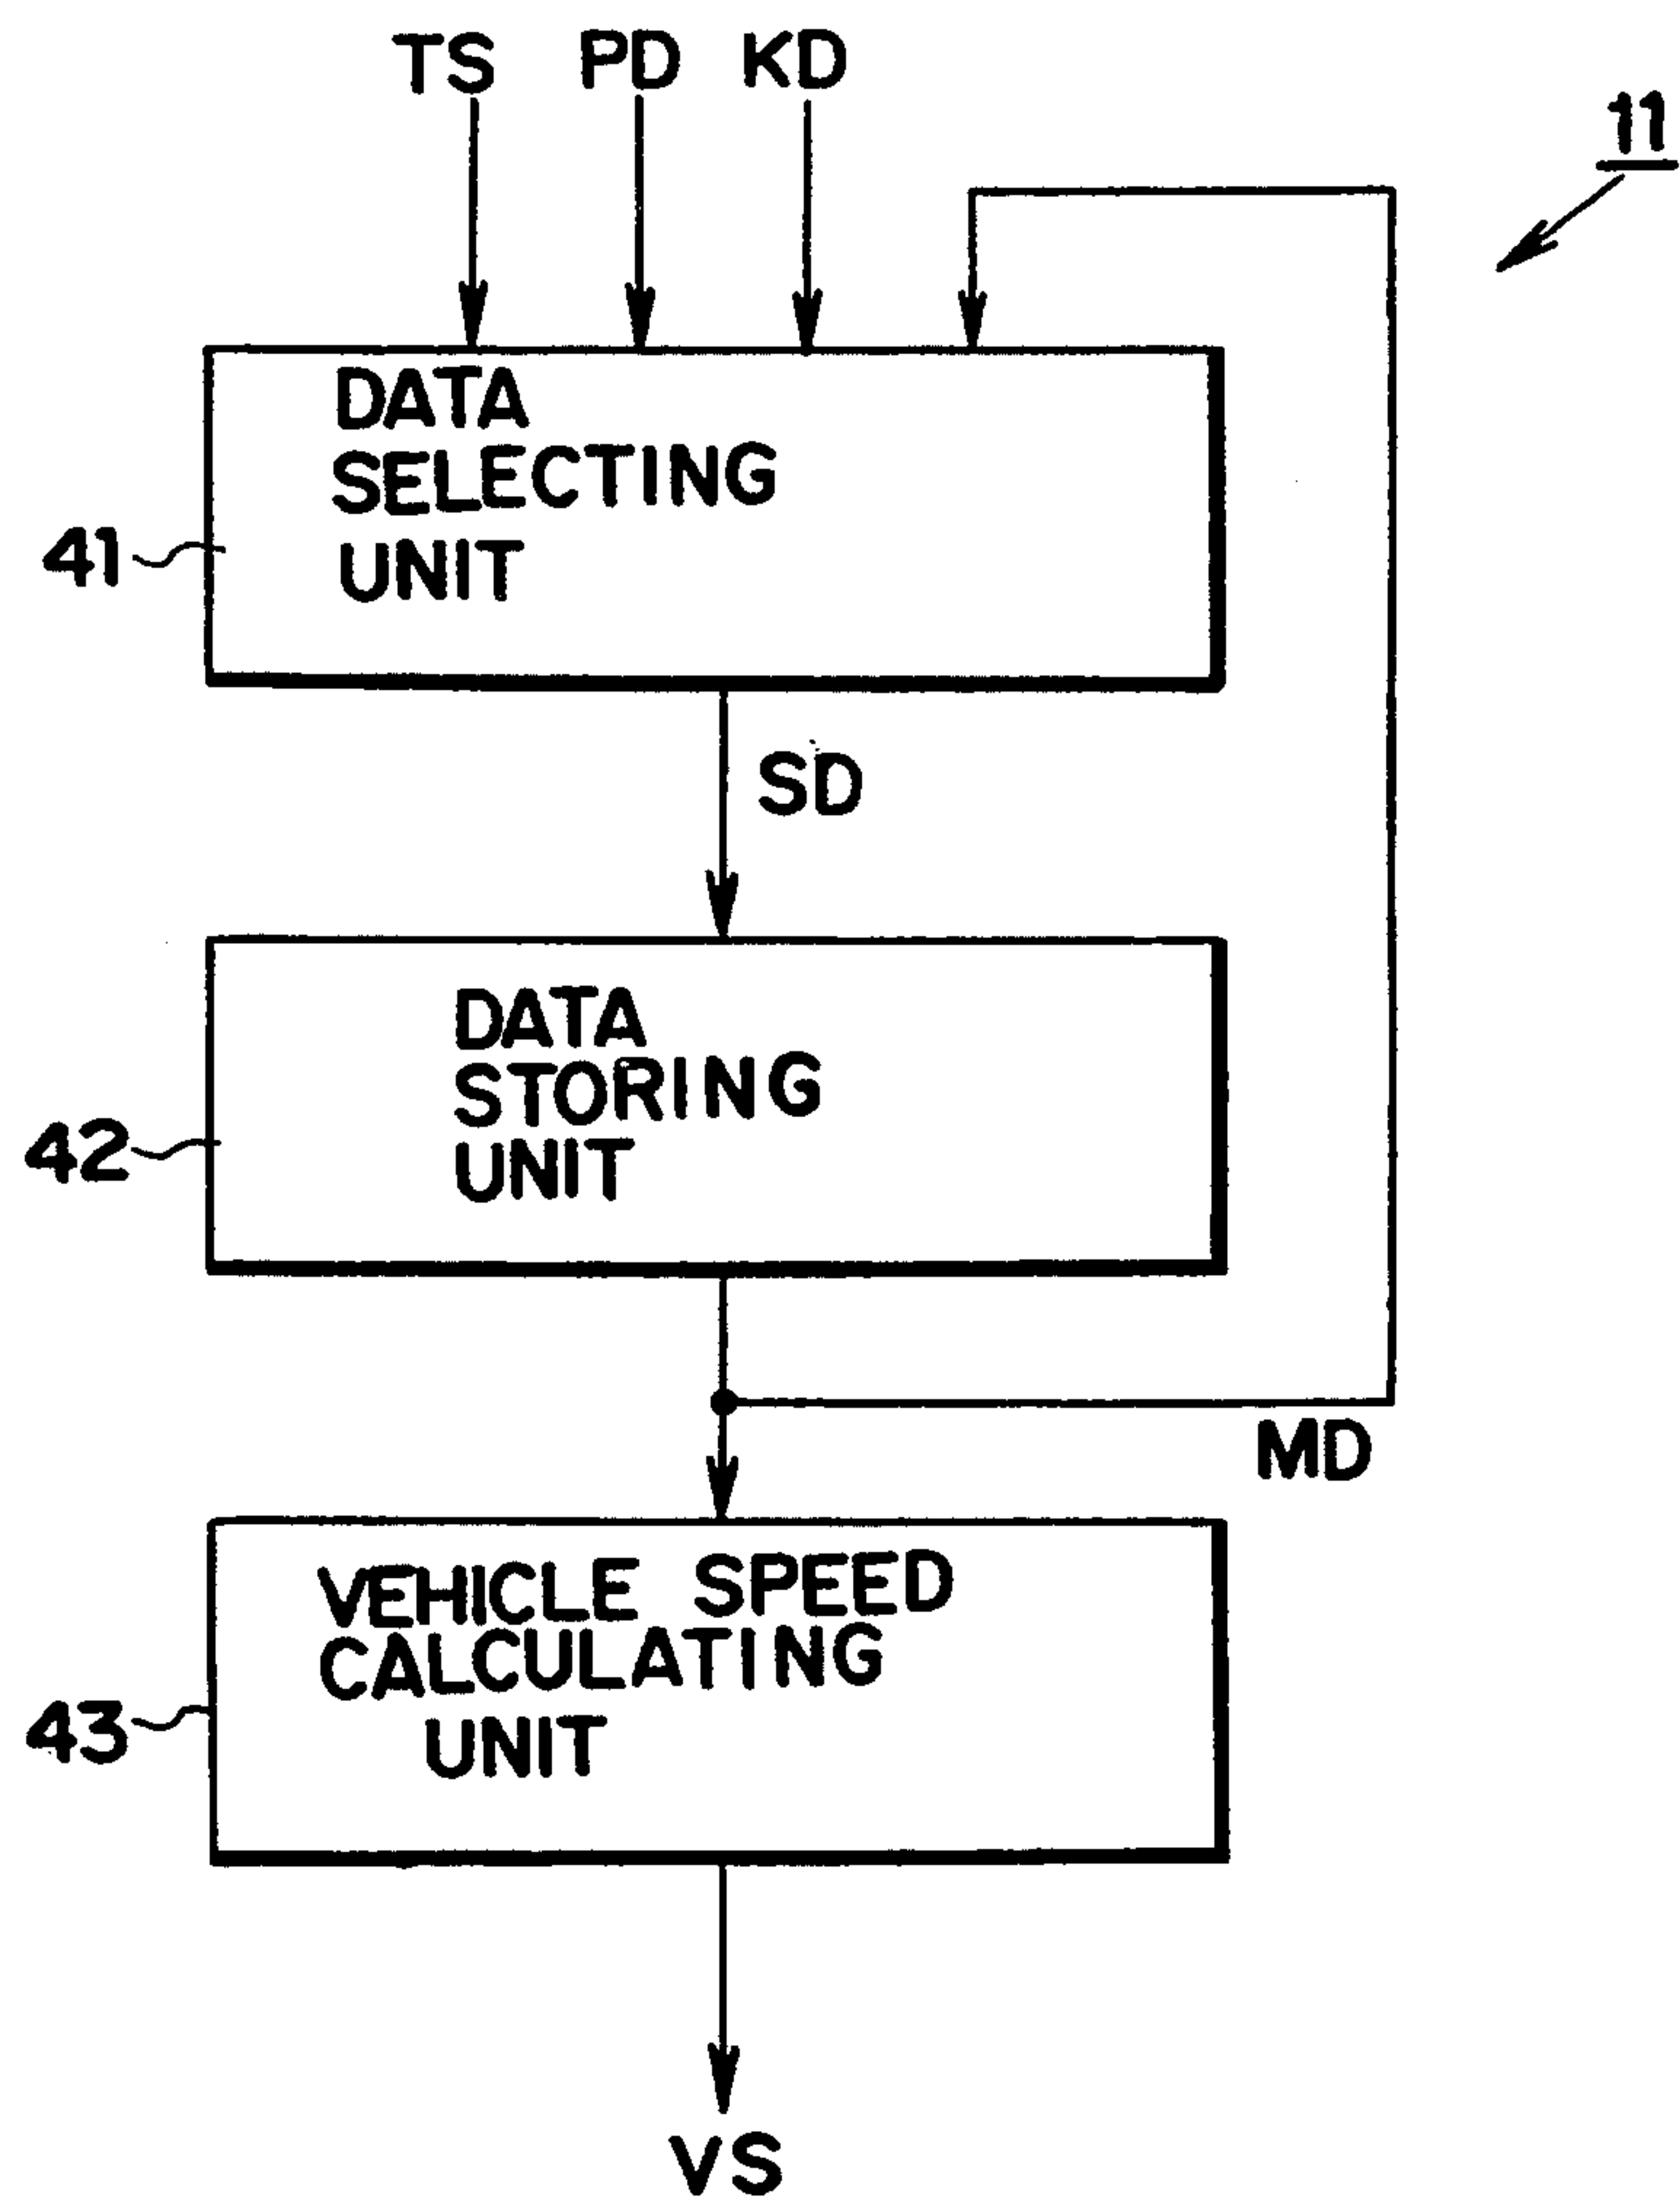 TS PD KD
11
DATA
SELECTING
UNIT
41
SD
DATA
STORING
UNIT
42
MD
VEHICLE SPEED
CALCULATING
UNIT
43
VS